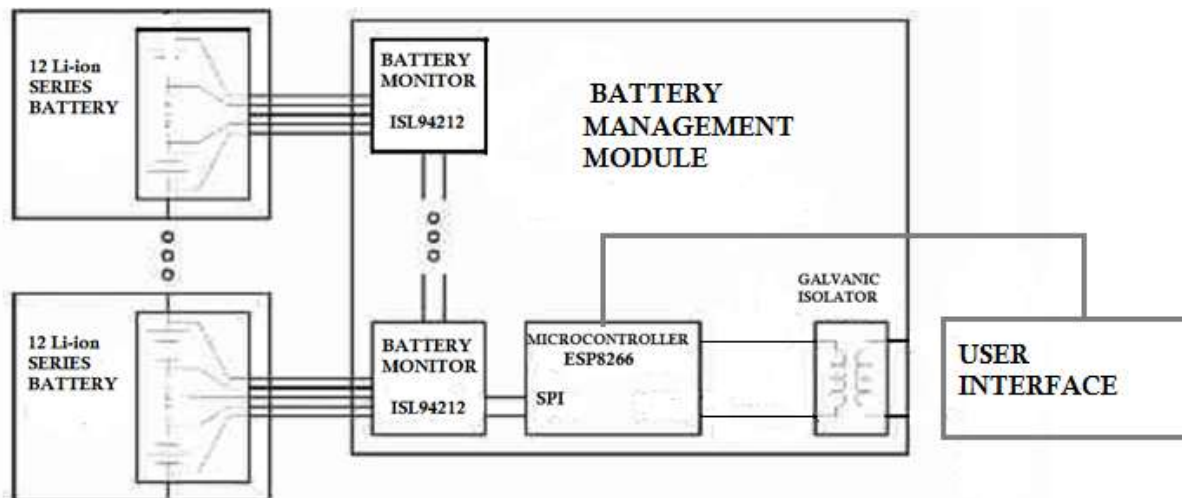 12 Li-ion
SERIES
BATTERY
BATTERY
MONITOR
ISL94212
BATTERY
MANAGEMENT
MODULE
GALVANIC
ISOLATOR
12 Li-ion
SERIES
BATTERY
BATTERY
MONITOR
ISL94212
MICROCONTROLLER
ESP8266
SPI
USER
INTERFACE